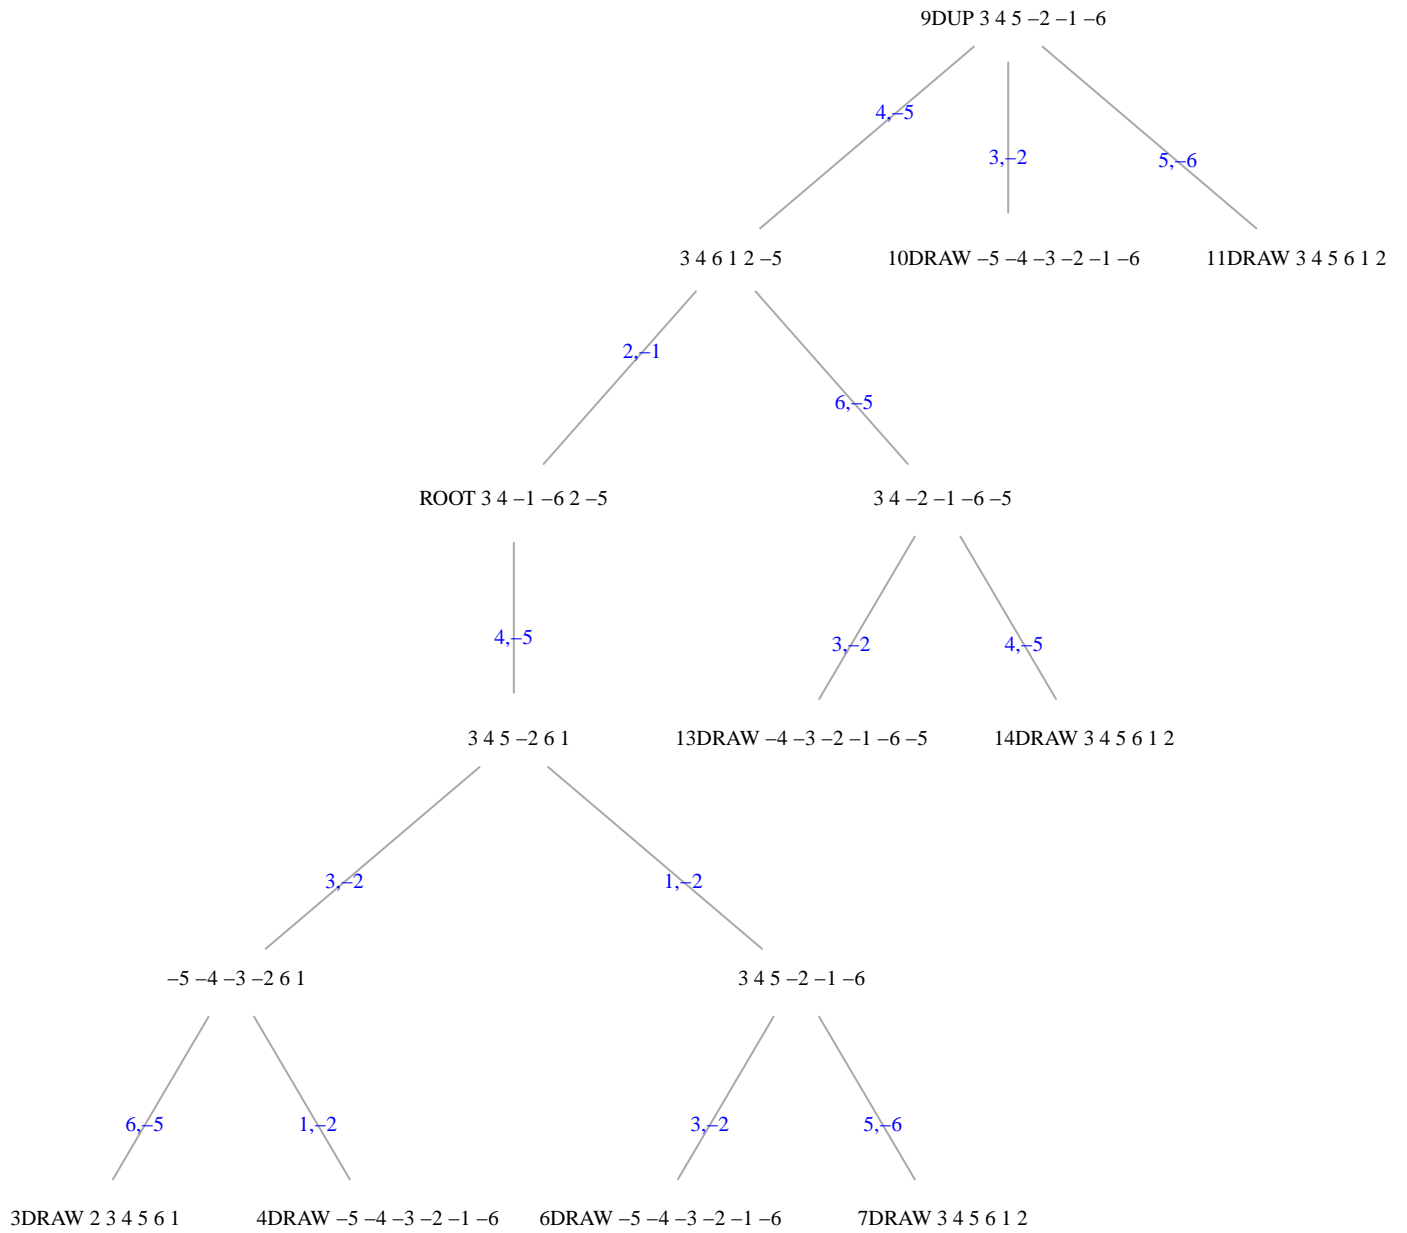 9DUP 3 4 5 –2 –1 –6
4,–5
3,–2
5,–6
3 4 6 1 2 –5
10DRAW –5 –4 –3 –2 –1 –6
11DRAW 3 4 5 6 1 2
2,–1
6,–5
ROOT 3 4 –1 –6 2 –5
3 4 –2 –1 –6 –5
4,–5
3,–2
4,–5
3 4 5 –2 6 1
13DRAW –4 –3 –2 –1 –6 –5
14DRAW 3 4 5 6 1 2
3,–2
1,–2
–5 –4 –3 –2 6 1
3 4 5 –2 –1 –6
6,–5
1,–2
3,–2
5,–6
3DRAW 2 3 4 5 6 1
4DRAW –5 –4 –3 –2 –1 –6
6DRAW –5 –4 –3 –2 –1 –6
7DRAW 3 4 5 6 1 2